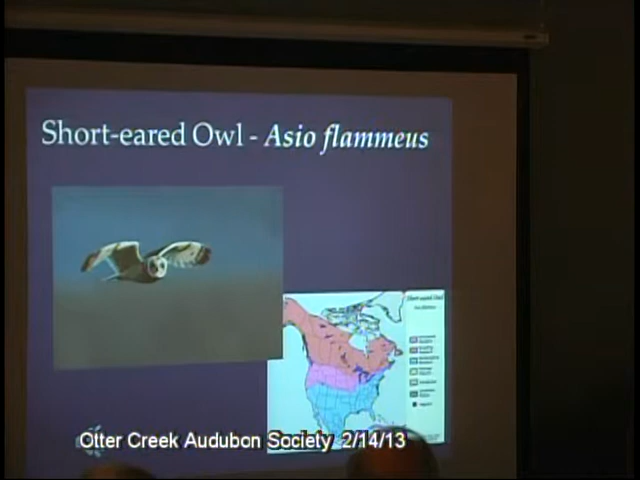 Short-eared Owl - Asio flammeus
Short-eared Owl
Otter Creek Audubon Society 2/14/13